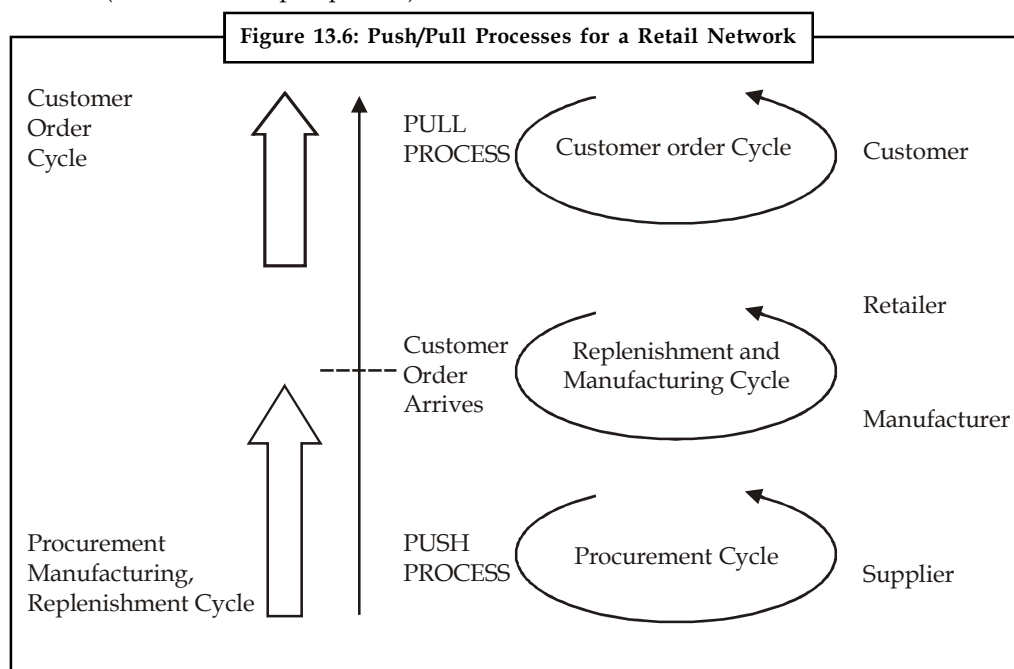 Figure 13.6: Push/Pull Processes for a Retail Network
Customer
Order
Cycle
PULL
PROCESS
Customer order Cycle
Customer
Retailer
Customer
Order
Arrives
Replenishment and
Manufacturing Cycle
Manufacturer
Procurement
Manufacturing,
Replenishment Cycle
PUSH
PROCESS
Procurement Cycle
Supplier